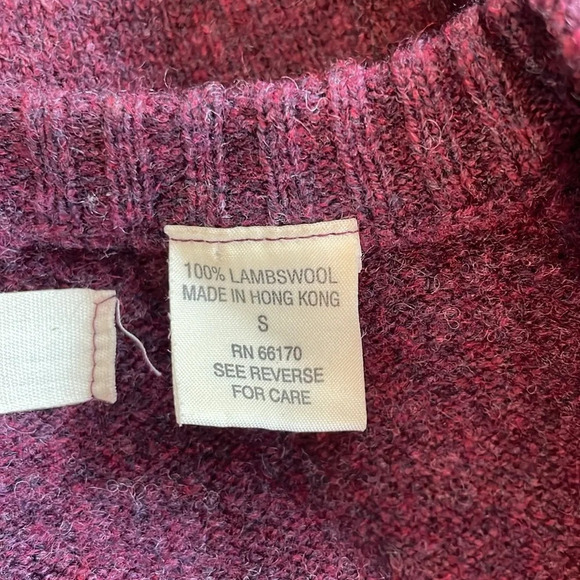 100% LAMBSWOOL
MADE IN HONG KONG
S
RN 66170
SEE REVERSE
FOR CARE